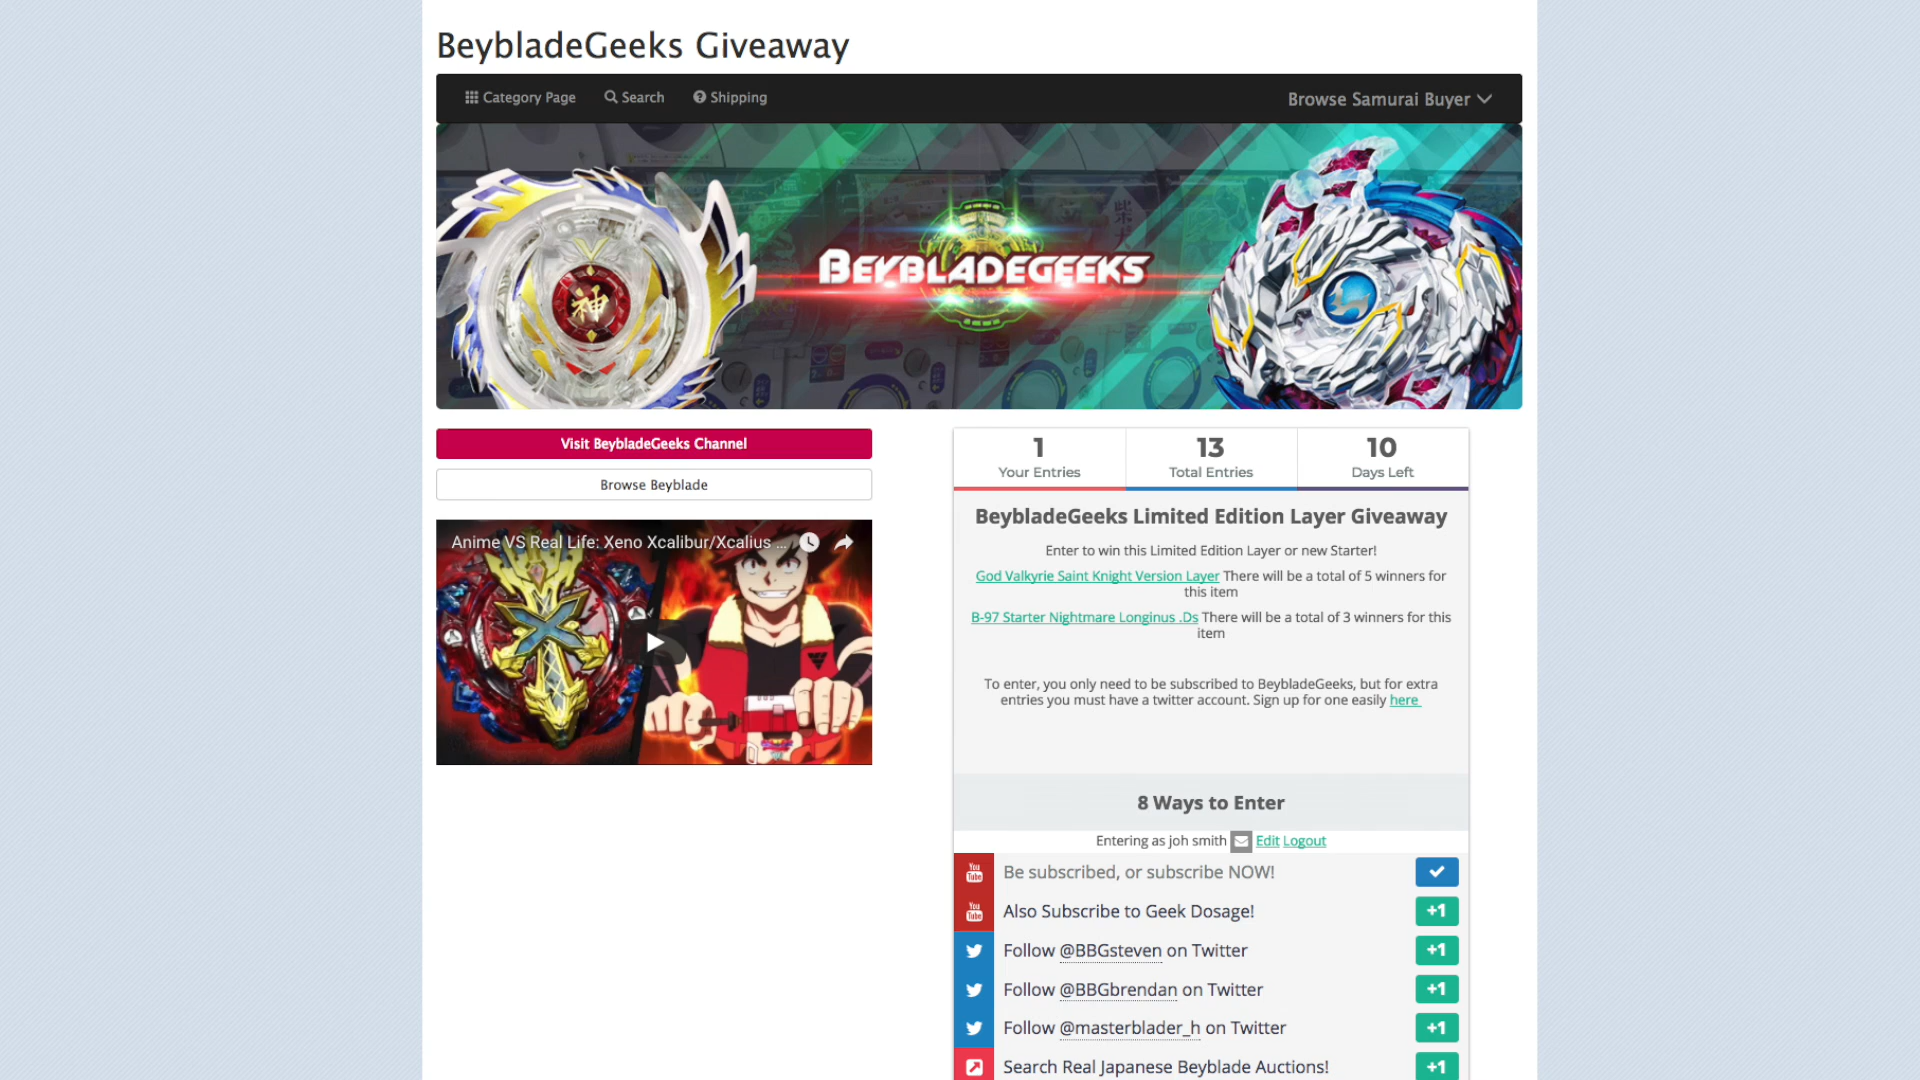 BeybladeGeeks Giveaway
Category Page
Search
Shipping
Browse Samurai Buyer
神
BEYBLADEGEEKS
Visit BeybladeGeeks Channel
Browse Beyblade
Anime VS Real Life: Xeno Xcalibur/Xcalius ...
1
Your Entries
13
Total Entries
10
Days Left
BeybladeGeeks Limited Edition Layer Giveaway
Enter to win this Limited Edition Layer or new Starter!
God Valkyrie Saint Knight Version Layer There will be a total of 5 winners for
this item
B-97 Starter Nightmare Longinus .Ds There will be a total of 3 winners for this
item
To enter, you only need to be subscribed to BeybladeGeeks, but for extra
entries you must have a twitter account. Sign up for one easily here
8 Ways to Enter
Entering as joh smith Edit Logout
You Tube Be subscribed, or subscribe NOW!
You Tube Also Subscribe to Geek Dosage! +1
Follow @BBGsteven on Twitter +1
Follow @BBGbrendan on Twitter +1
Follow @masterblader_h on Twitter +1
Search Real Japanese Beyblade Auctions! +1